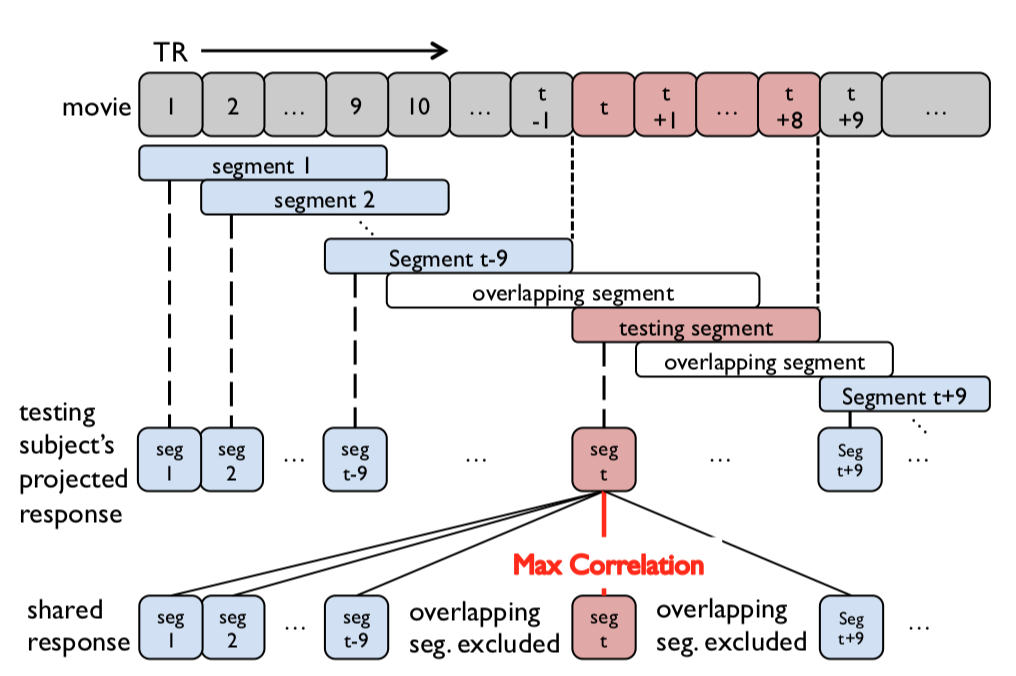 TR
movie
1 2 ... 9 10 ... t -1 t t +1 ... t +8 t +9 ...
segment 1
segment 2
...
Segment t-9
overlapping segment
testing segment
overlapping segment
Segment t+9
...
testing
subject's
projected
response
seg 1 seg 2 ... seg t-9 ... seg t ... Seg t+9 ...
Max Correlation
shared
response
seg 1 seg 2 ... seg t-9
overlapping
seg. excluded
seg t
overlapping
seg. excluded
Seg t+9 ...